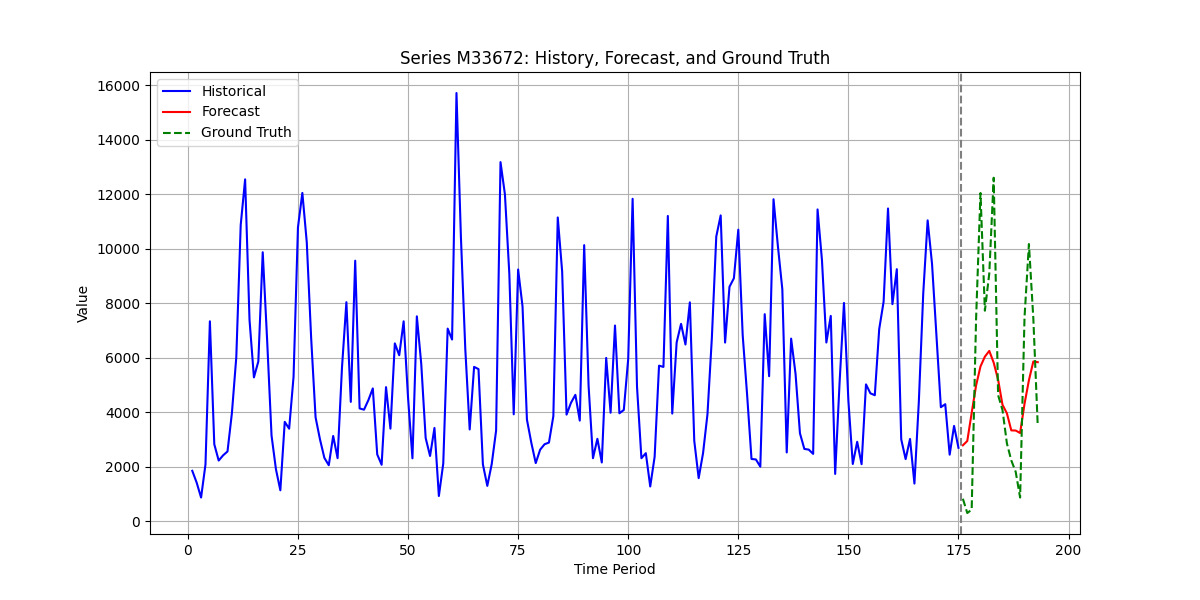 Series M33672: History, Forecast, and Ground Truth
Historical
Forecast
Ground Truth
16000
14000
12000
10000
8000
6000
4000
2000
0
Value
0 25 50 75 100 125 150 175 200
Time Period